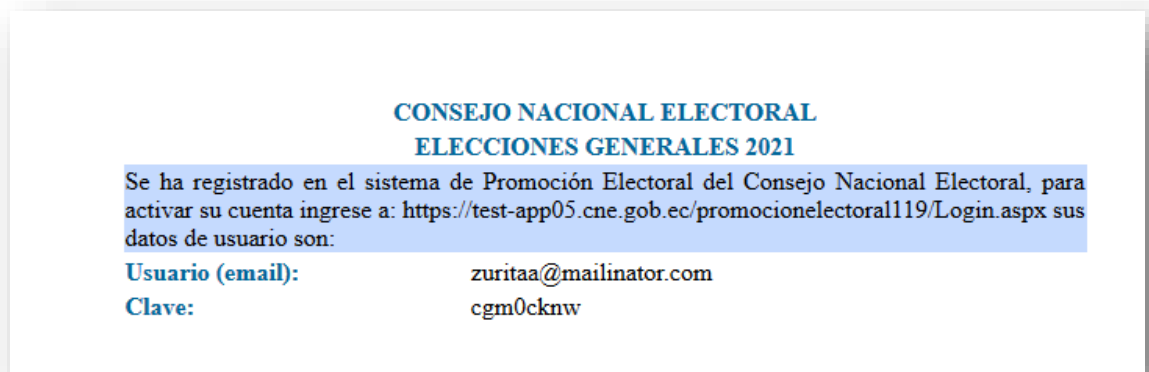 CONSEJO NACIONAL ELECTORAL
ELECCIONES GENERALES 2021
Se ha registrado en el sistema de Promoción Electoral del Consejo Nacional Electoral, para
activar su cuenta ingrese a: https://test-app05.cne.gob.ec/promocionelectoral119/Login.aspx sus
datos de usuario son:
Usuario (email): zuritaa@mailinator.com
Clave: cgm0cknw